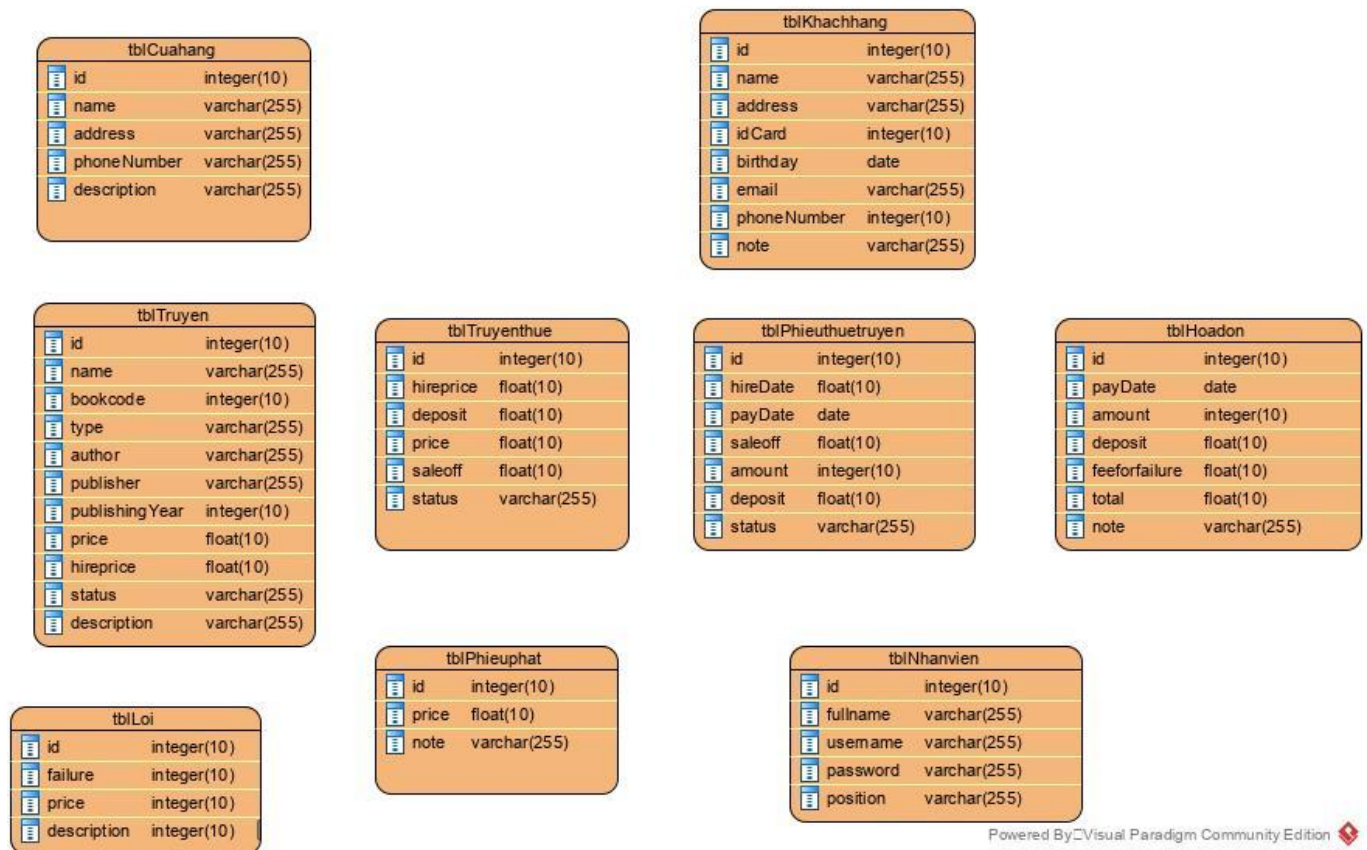 tblCuahang
id integer(10)
name varchar(255)
address varchar(255)
phoneNumber varchar(255)
description varchar(255)
tblKhachhang
id integer(10)
name varchar(255)
address varchar(255)
idCard integer(10)
birthday date
email varchar(255)
phoneNumber integer(10)
note varchar(255)
tblTruyen
id integer(10)
name varchar(255)
bookcode integer(10)
type varchar(255)
author varchar(255)
publisher varchar(255)
publishingYear integer(10)
price float(10)
hireprice float(10)
status varchar(255)
description varchar(255)
tblTruyenthue
id integer(10)
hireprice float(10)
deposit float(10)
price float(10)
saleoff float(10)
status varchar(255)
tblPhieuthuetruyen
id integer(10)
hireDate float(10)
payDate date
saleoff float(10)
amount integer(10)
deposit float(10)
status varchar(255)
tblHoadon
id integer(10)
payDate date
amount integer(10)
deposit float(10)
feeforfailure float(10)
total float(10)
note varchar(255)
tblLoi
id integer(10)
failure integer(10)
price integer(10)
description integer(10)
tblPhieuphat
id integer(10)
price float(10)
note varchar(255)
tblNhanvien
id integer(10)
fullname varchar(255)
username varchar(255)
password varchar(255)
position varchar(255)
Powered By Visual Paradigm Community Edition